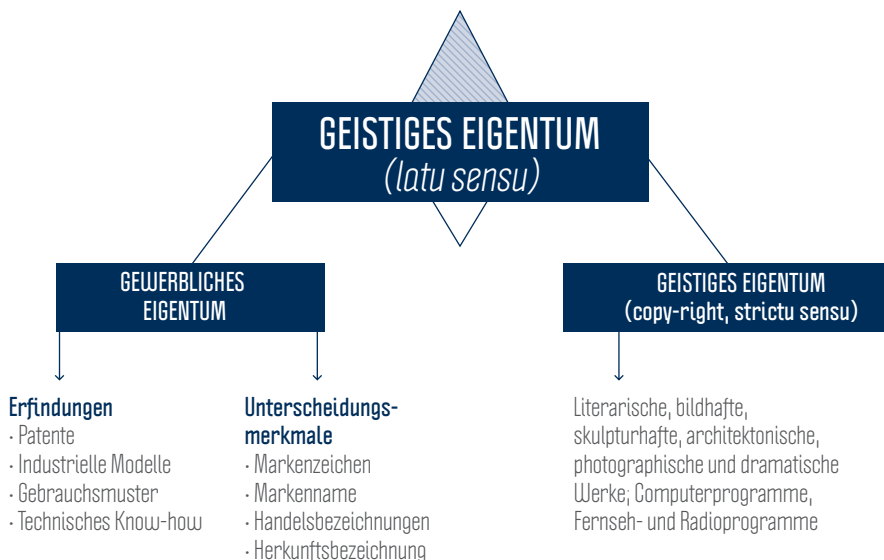 GEISTIGES EIGENTUM
(latu sensu)
GEWERBLICHES
EIGENTUM
GEISTIGES EIGENTUM
(copy-right, strictu sensu)
Erfindungen
· Patente
· Industrielle Modelle
· Gebrauchsmuster
· Technisches Know-how
Unterscheidungs-
merkmale
· Markenzeichen
· Markenname
· Handelsbezeichnungen
· Herkunftsbezeichnung
Literarische, bildhafte,
skulpturhafte, architektonische,
photographische und dramatische
Werke; Computerprogramme,
Fernseh- und Radioprogramme